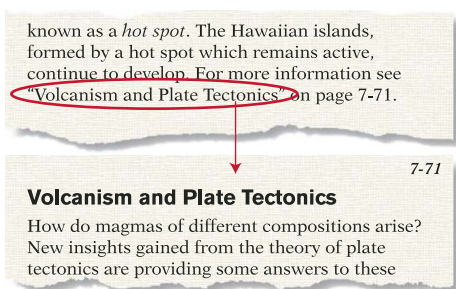 known as a hot spot. The Hawaiian islands,
formed by a hot spot which remains active,
continue to develop. For more information see
“Volcanism and Plate Tectonics” on page 7-71.
7-71
Volcanism and Plate Tectonics
How do magmas of different compositions arise?
New insights gained from the theory of plate
tectonics are providing some answers to these